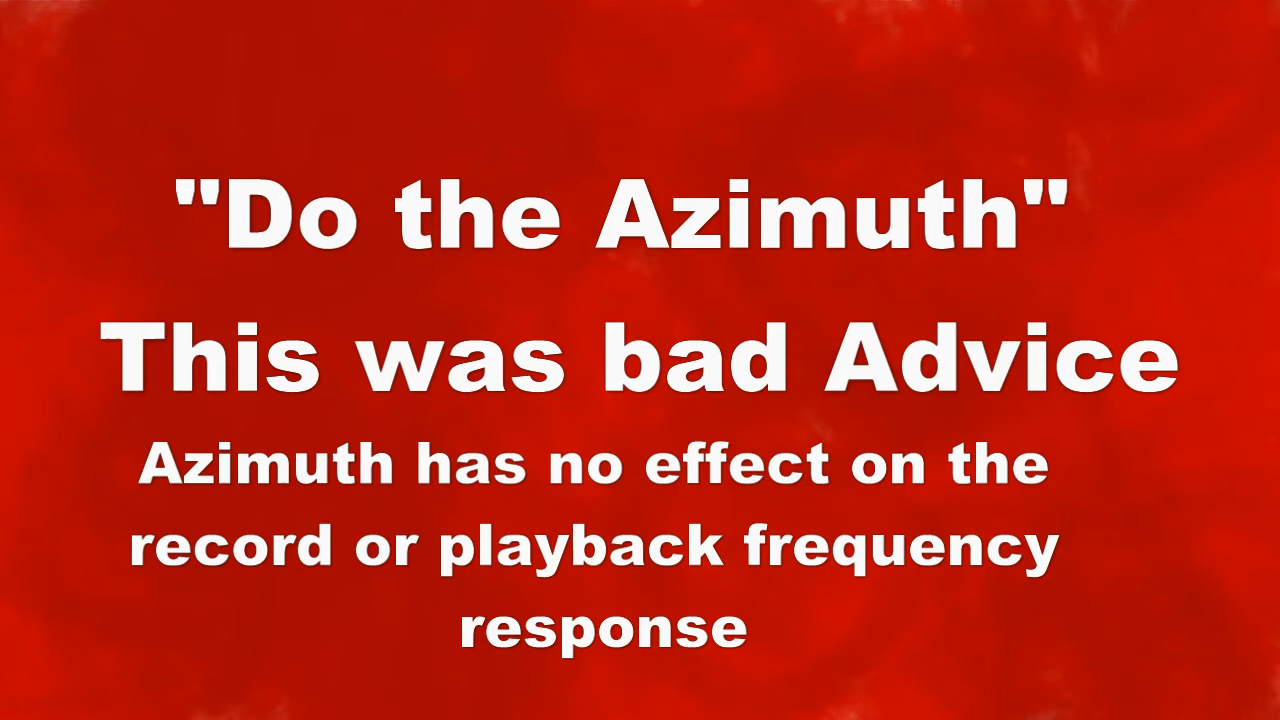 "Do the Azimuth"
This was bad Advice
Azimuth has no effect on the
record or playback frequency
response